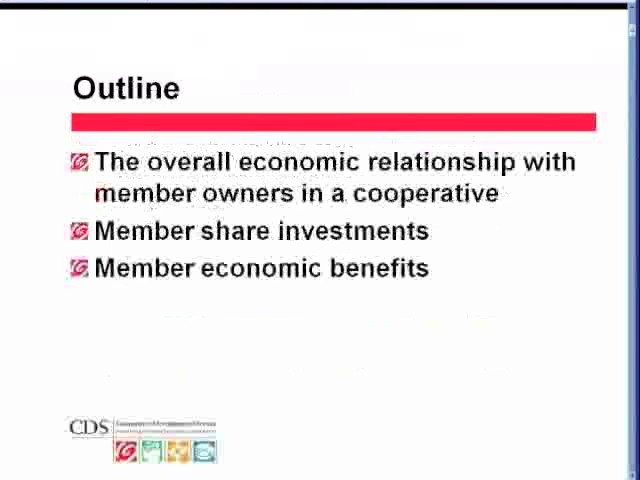 Outline
The overall economic relationship with
member owners in a cooperative
Member share investments
Member economic benefits
CDS